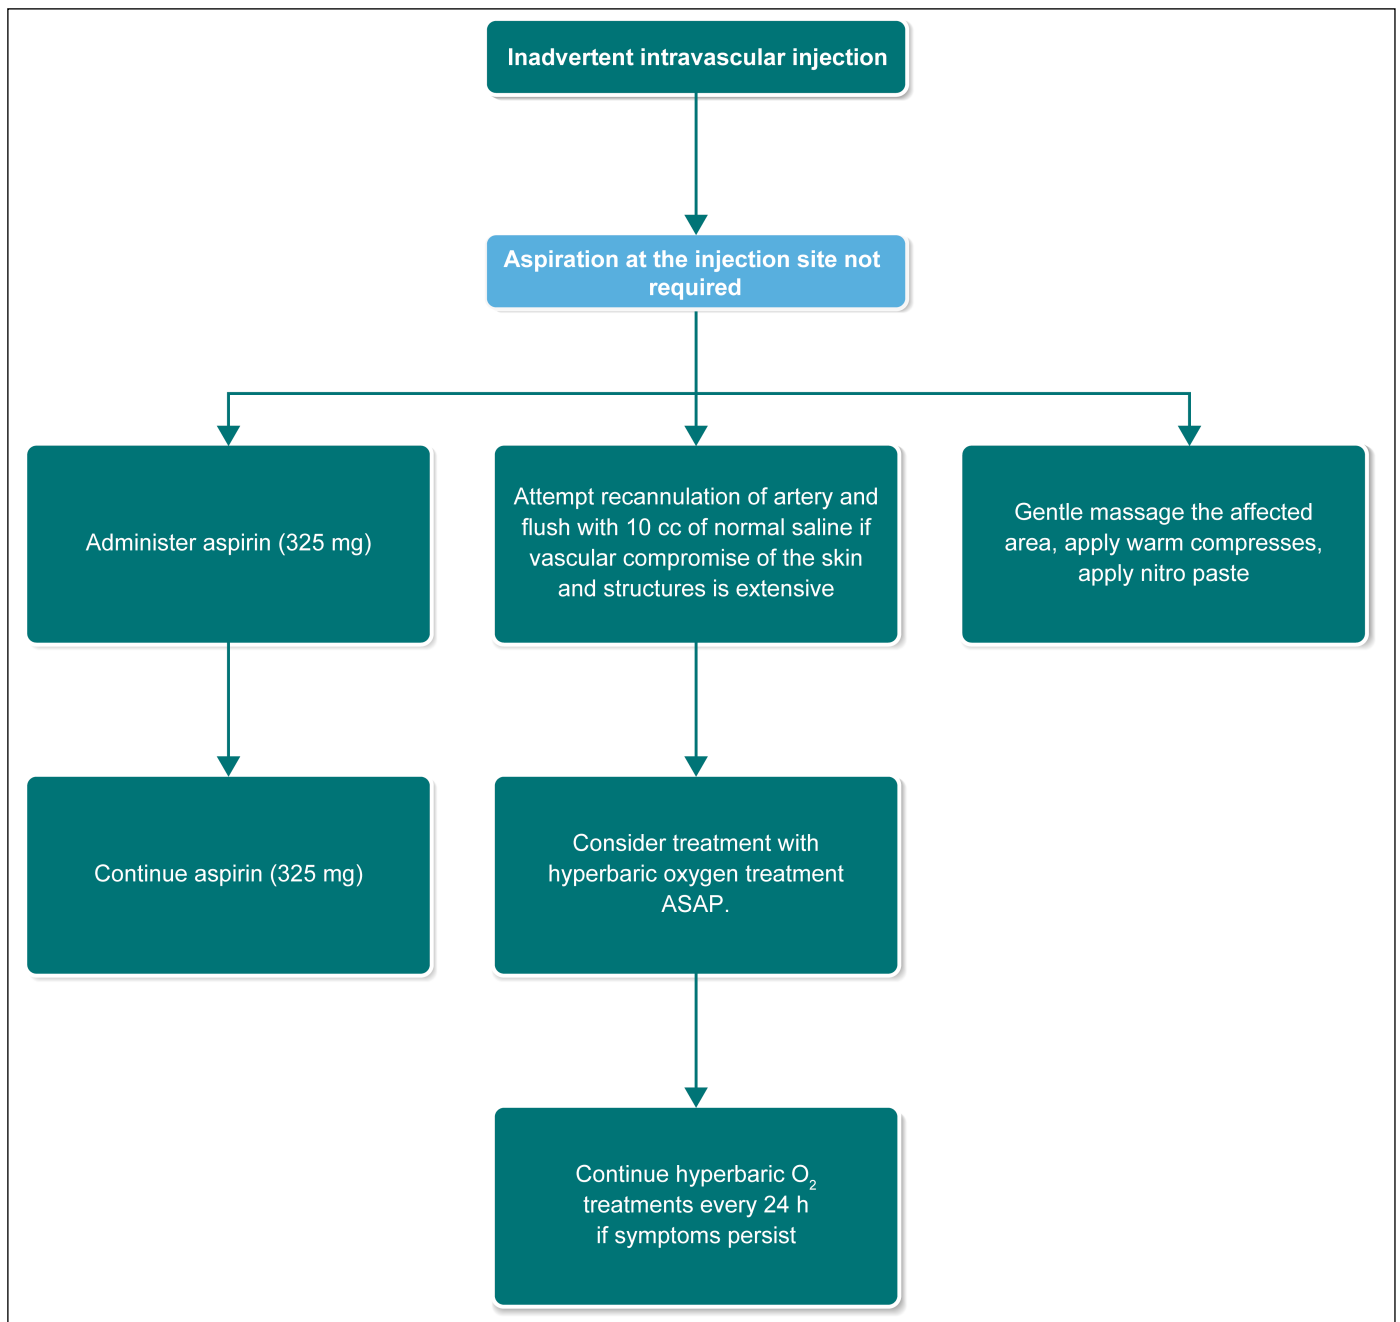 Inadvertent intravascular injection
Aspiration at the injection site not
required
Administer aspirin (325 mg)
Attempt recannulation of artery and
flush with 10 cc of normal saline if
vascular compromise of the skin
and structures is extensive
Gentle massage the affected
area, apply warm compresses,
apply nitro paste
Continue aspirin (325 mg)
Consider treatment with
hyperbaric oxygen treatment
ASAP.
Continue hyperbaric O₂
treatments every 24 h
if symptoms persist